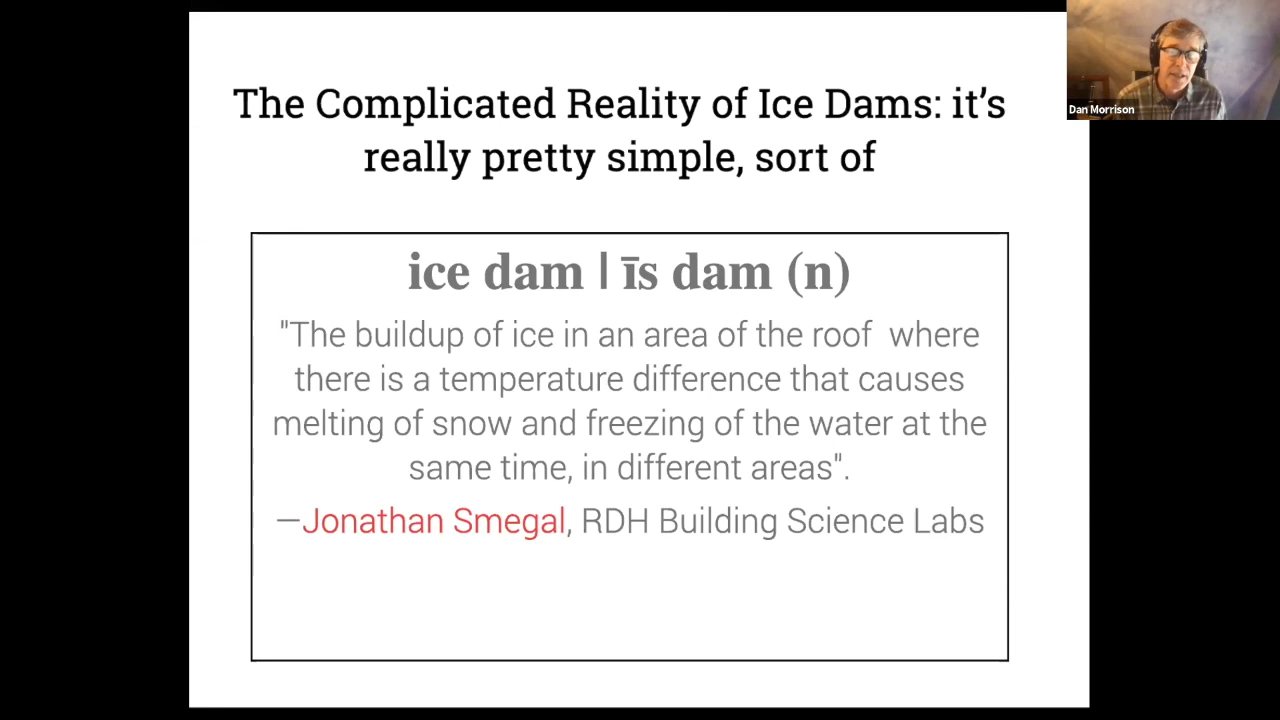 The Complicated Reality of Ice Dams: it's
really pretty simple, sort of
Dan Morrison
ice dam | īs dam (n)
"The buildup of ice in an area of the roof  where
there is a temperature difference that causes
melting of snow and freezing of the water at the
same time, in different areas".
—Jonathan Smegal, RDH Building Science Labs